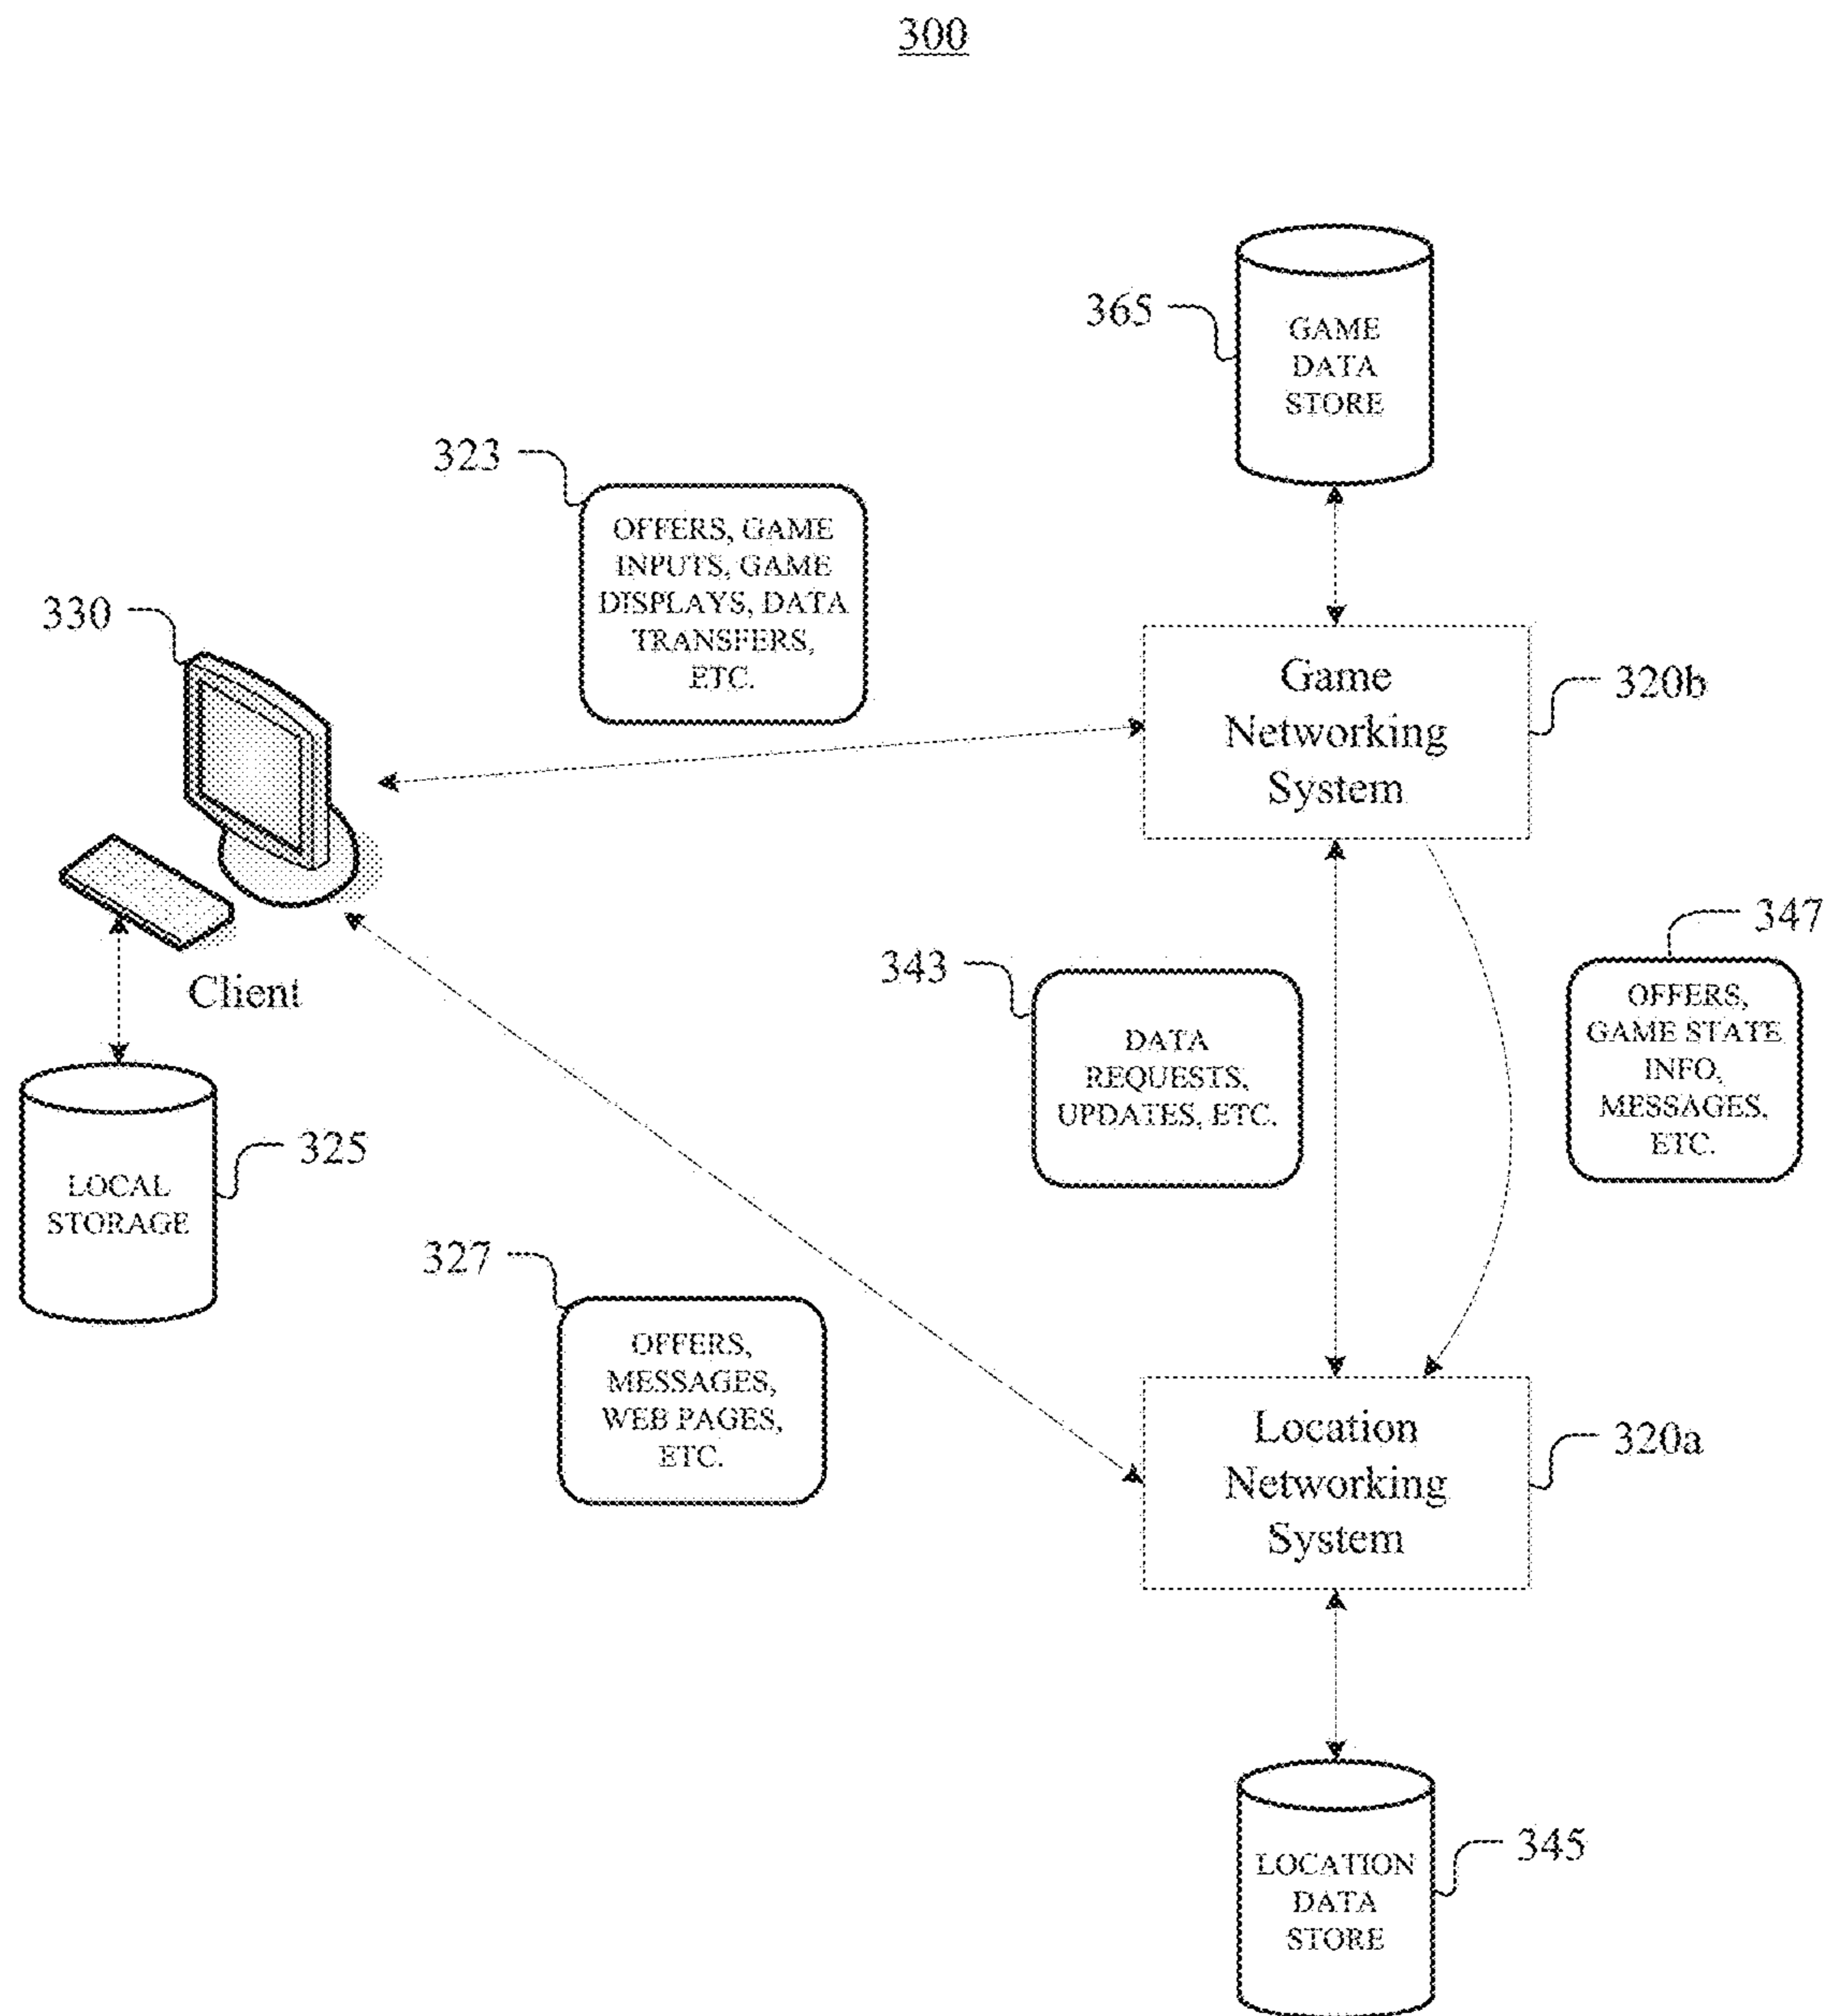 300
365
GAME
DATA
STORE
323
OFFERS, GAME
INPUTS, GAME
DISPLAYS, DATA
TRANSFERS,
ETC.
330
Game
Networking
System
320b
Client
343
DATA
REQUESTS,
UPDATES, ETC.
347
OFFERS,
GAME STATE
INFO,
MESSAGES,
ETC.
LOCAL
STORAGE
325
327
OFFERS,
MESSAGES,
WEB PAGES,
ETC.
Location
Networking
System
320a
LOCATION
DATA
STORE
345